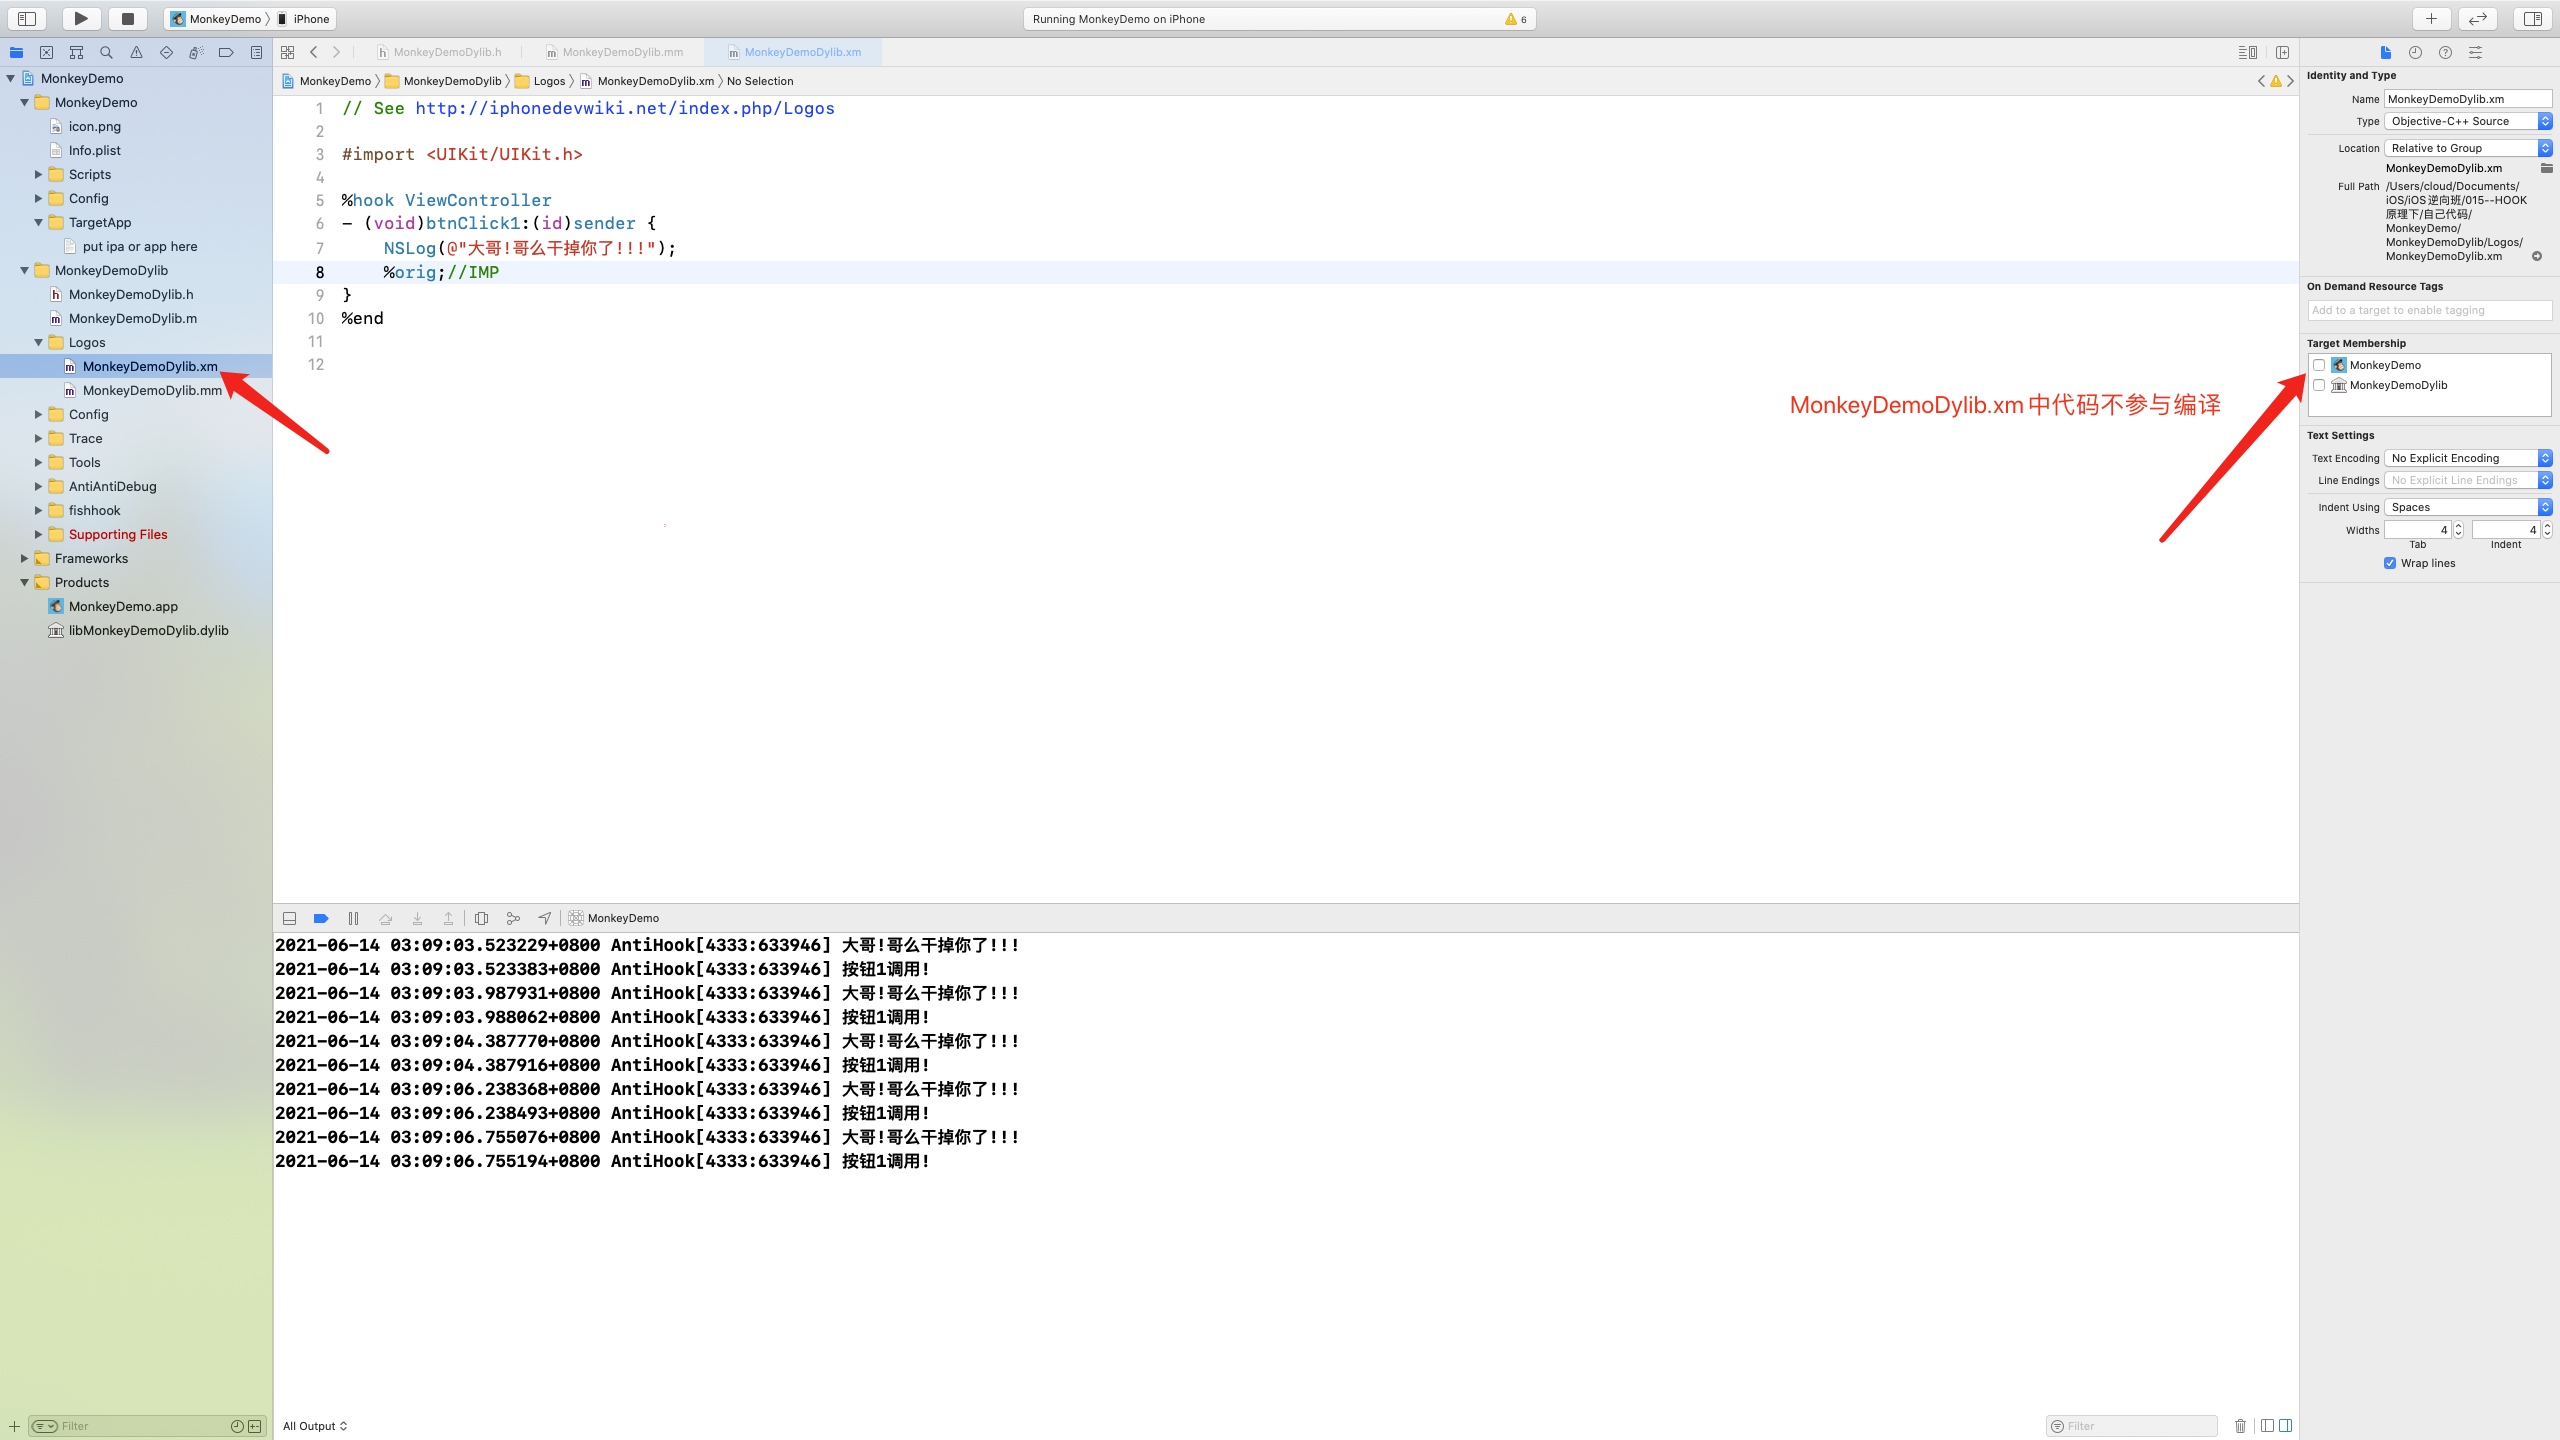 MonkeyDemo 〉 iPhone
Running MonkeyDemo on iPhone
6
MonkeyDemo
MonkeyDemo
icon.png
Info.plist
Scripts
Config
TargetApp
put ipa or app here
MonkeyDemoDylib
MonkeyDemoDylib.h
MonkeyDemoDylib.m
Logos
MonkeyDemoDylib.xm
MonkeyDemoDylib.mm
Config
Trace
Tools
AntiAntiDebug
fishhook
Supporting Files
Frameworks
Products
MonkeyDemo.app
libMonkeyDemoDylib.dylib
Filter
MonkeyDemoDylib.h
MonkeyDemoDylib.mm
MonkeyDemoDylib.xm
MonkeyDemo 〉 MonkeyDemoDylib 〉 Logos 〉 MonkeyDemoDylib.xm 〉 No Selection
1 // See http://iphonedevwiki.net/index.php/Logos
2
3 #import <UIKit/UIKit.h>
4
5 %hook ViewController
6 - (void)btnClick1:(id)sender {
7 NSLog(@"大哥!哥么干掉你了!!!");
8 %orig;//IMP
9 }
10 %end
11
12
MonkeyDemoDylib.xm中代码不参与编译
MonkeyDemo
2021-06-14 03:09:03.523229+0800 AntiHook[4333:633946] 大哥!哥么干掉你了!!!
2021-06-14 03:09:03.523383+0800 AntiHook[4333:633946] 按钮1调用!
2021-06-14 03:09:03.987931+0800 AntiHook[4333:633946] 大哥!哥么干掉你了!!!
2021-06-14 03:09:03.988062+0800 AntiHook[4333:633946] 按钮1调用!
2021-06-14 03:09:04.387770+0800 AntiHook[4333:633946] 大哥!哥么干掉你了!!!
2021-06-14 03:09:04.387916+0800 AntiHook[4333:633946] 按钮1调用!
2021-06-14 03:09:06.238368+0800 AntiHook[4333:633946] 大哥!哥么干掉你了!!!
2021-06-14 03:09:06.238493+0800 AntiHook[4333:633946] 按钮1调用!
2021-06-14 03:09:06.755076+0800 AntiHook[4333:633946] 大哥!哥么干掉你了!!!
2021-06-14 03:09:06.755194+0800 AntiHook[4333:633946] 按钮1调用!
All Output
Filter
Identity and Type
Name MonkeyDemoDylib.xm
Type Objective-C++ Source
Location Relative to Group
MonkeyDemoDylib.xm
Full Path /Users/cloud/Documents/
iOS/iOS逆向班/015--HOOK
原理下/自己代码/
MonkeyDemo/
MonkeyDemoDylib/Logos/
MonkeyDemoDylib.xm
On Demand Resource Tags
Add to a target to enable tagging
Target Membership
MonkeyDemo
MonkeyDemoDylib
Text Settings
Text Encoding No Explicit Encoding
Line Endings No Explicit Line Endings
Indent Using Spaces
Widths 4 4
Tab Indent
Wrap lines